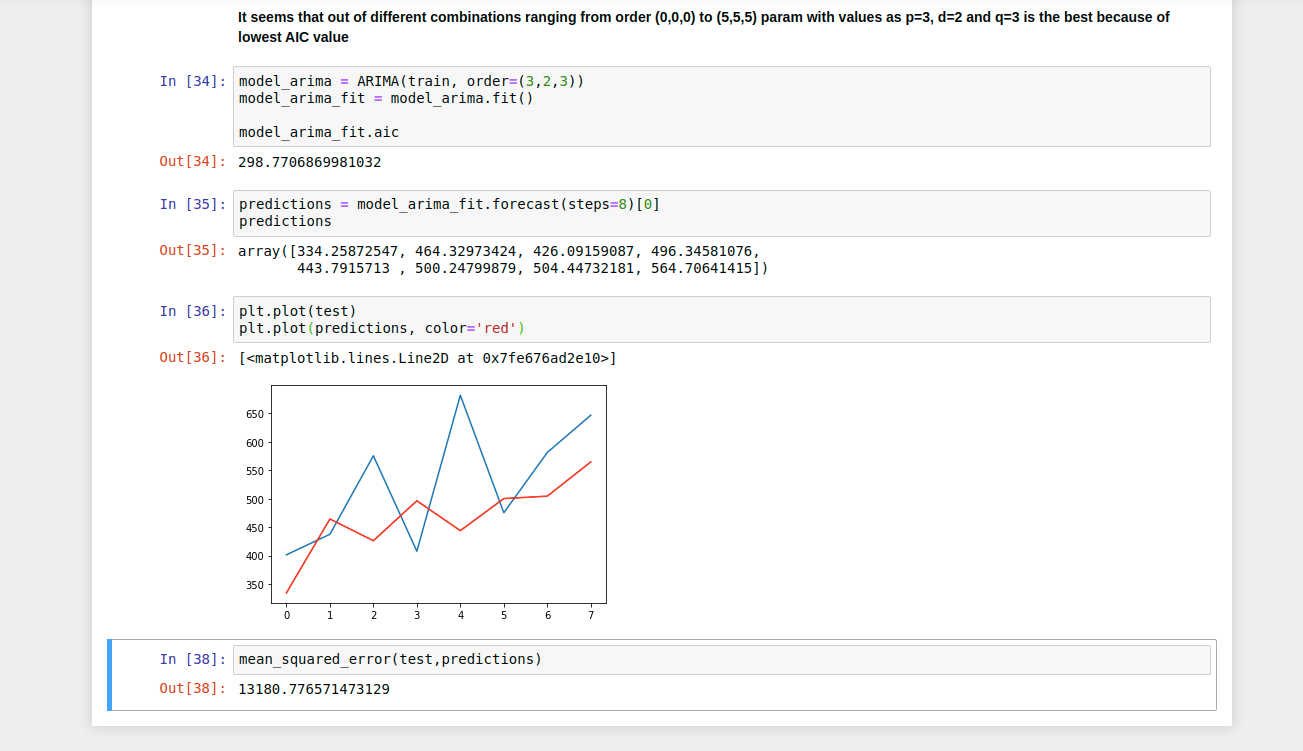 It seems that out of different combinations ranging from order (0,0,0) to (5,5,5) param with values as p=3, d=2 and q=3 is the best because of
lowest AIC value
In [34]: model_arima = ARIMA(train, order=(3,2,3))
model_arima_fit = model_arima.fit()
model_arima_fit.aic
Out[34]: 298.7706869981032
In [35]: predictions = model_arima_fit.forecast(steps=8)[0]
predictions
Out[35]: array([334.25872547, 464.32973424, 426.09159087, 496.34581076,
443.7915713 , 500.24799879, 504.44732181, 564.70641415])
In [36]: plt.plot(test)
plt.plot(predictions, color='red')
Out[36]: [<matplotlib.lines.Line2D at 0x7fe676ad2e10>]
650
600
550
500
450
400
350
0 1 2 3 4 5 6 7
In [38]: mean_squared_error(test,predictions)
Out[38]: 13180.776571473129